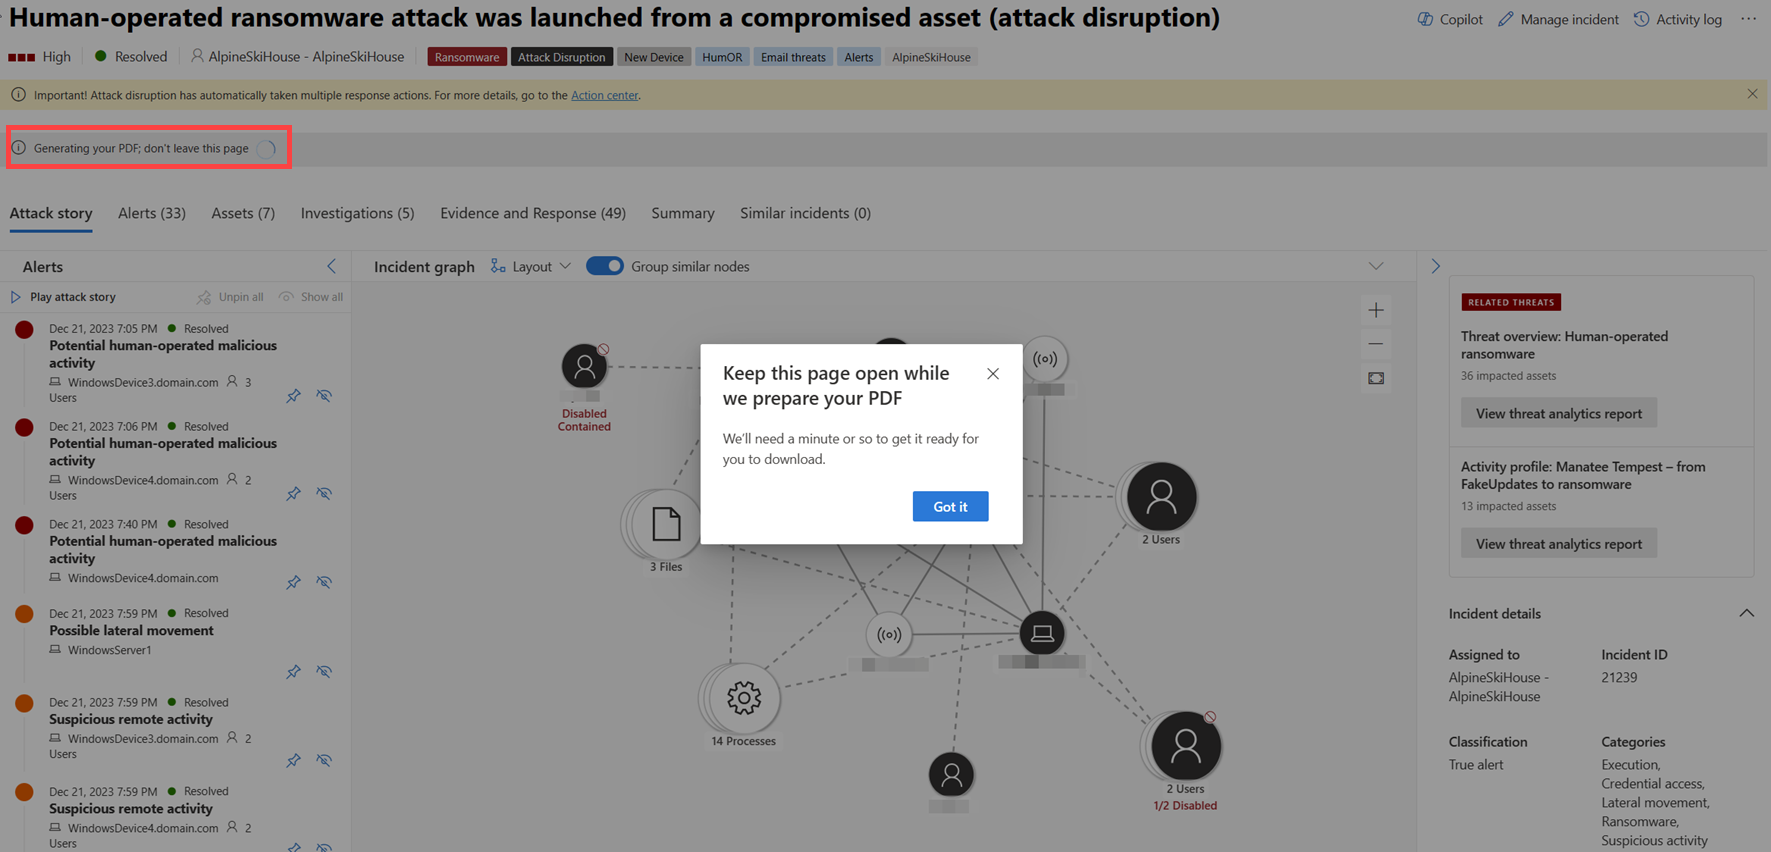 Human-operated ransomware attack was launched from a compromised asset (attack disruption)
Copilot
Manage incident
Activity log
High
Resolved
AlpineSkiHouse - AlpineSkiHouse
Ransomware
Attack Disruption
New Device
HumOR
Email threats
Alerts
AlpineSkiHouse
Important! Attack disruption has automatically taken multiple response actions. For more details, go to the Action center.
Generating your PDF; don't leave this page
Attack story
Alerts (33)
Assets (7)
Investigations (5)
Evidence and Response (49)
Summary
Similar incidents (0)
Alerts
Play attack story
Unpin all
Show all
Dec 21, 2023 7:05 PM
Resolved
Potential human-operated malicious
activity
WindowsDevice3.domain.com
3
Users
Dec 21, 2023 7:06 PM
Resolved
Potential human-operated malicious
activity
WindowsDevice4.domain.com
2
Users
Dec 21, 2023 7:40 PM
Resolved
Potential human-operated malicious
activity
WindowsDevice4.domain.com
Dec 21, 2023 7:59 PM
Resolved
Possible lateral movement
WindowsServer1
Dec 21, 2023 7:59 PM
Resolved
Suspicious remote activity
WindowsDevice3.domain.com
2
Users
Dec 21, 2023 7:59 PM
Resolved
Suspicious remote activity
WindowsDevice4.domain.com
2
Users
Incident graph
Layout
Group similar nodes
Disabled
Contained
3 Files
14 Processes
2 Users
2 Users
1/2 Disabled
Keep this page open while
we prepare your PDF
We'll need a minute or so to get it ready for
you to download.
Got it
RELATED THREATS
Threat overview: Human-operated
ransomware
36 impacted assets
View threat analytics report
Activity profile: Manatee Tempest – from
FakeUpdates to ransomware
13 impacted assets
View threat analytics report
Incident details
Assigned to
AlpineSkiHouse -
AlpineSkiHouse
Incident ID
21239
Classification
True alert
Categories
Execution,
Credential access,
Lateral movement,
Ransomware,
Suspicious activity